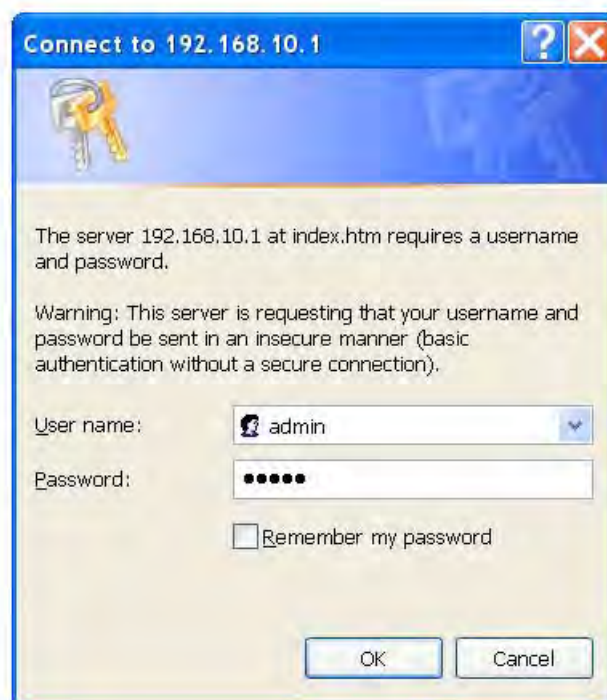 Connect to 192.168.10.1
The server 192.168.10.1 at index.htm requires a username
and password.
Warning: This server is requesting that your username and
password be sent in an insecure manner (basic
authentication without a secure connection).
User name:
admin
Password:
•••••
Remember my password
OK
Cancel